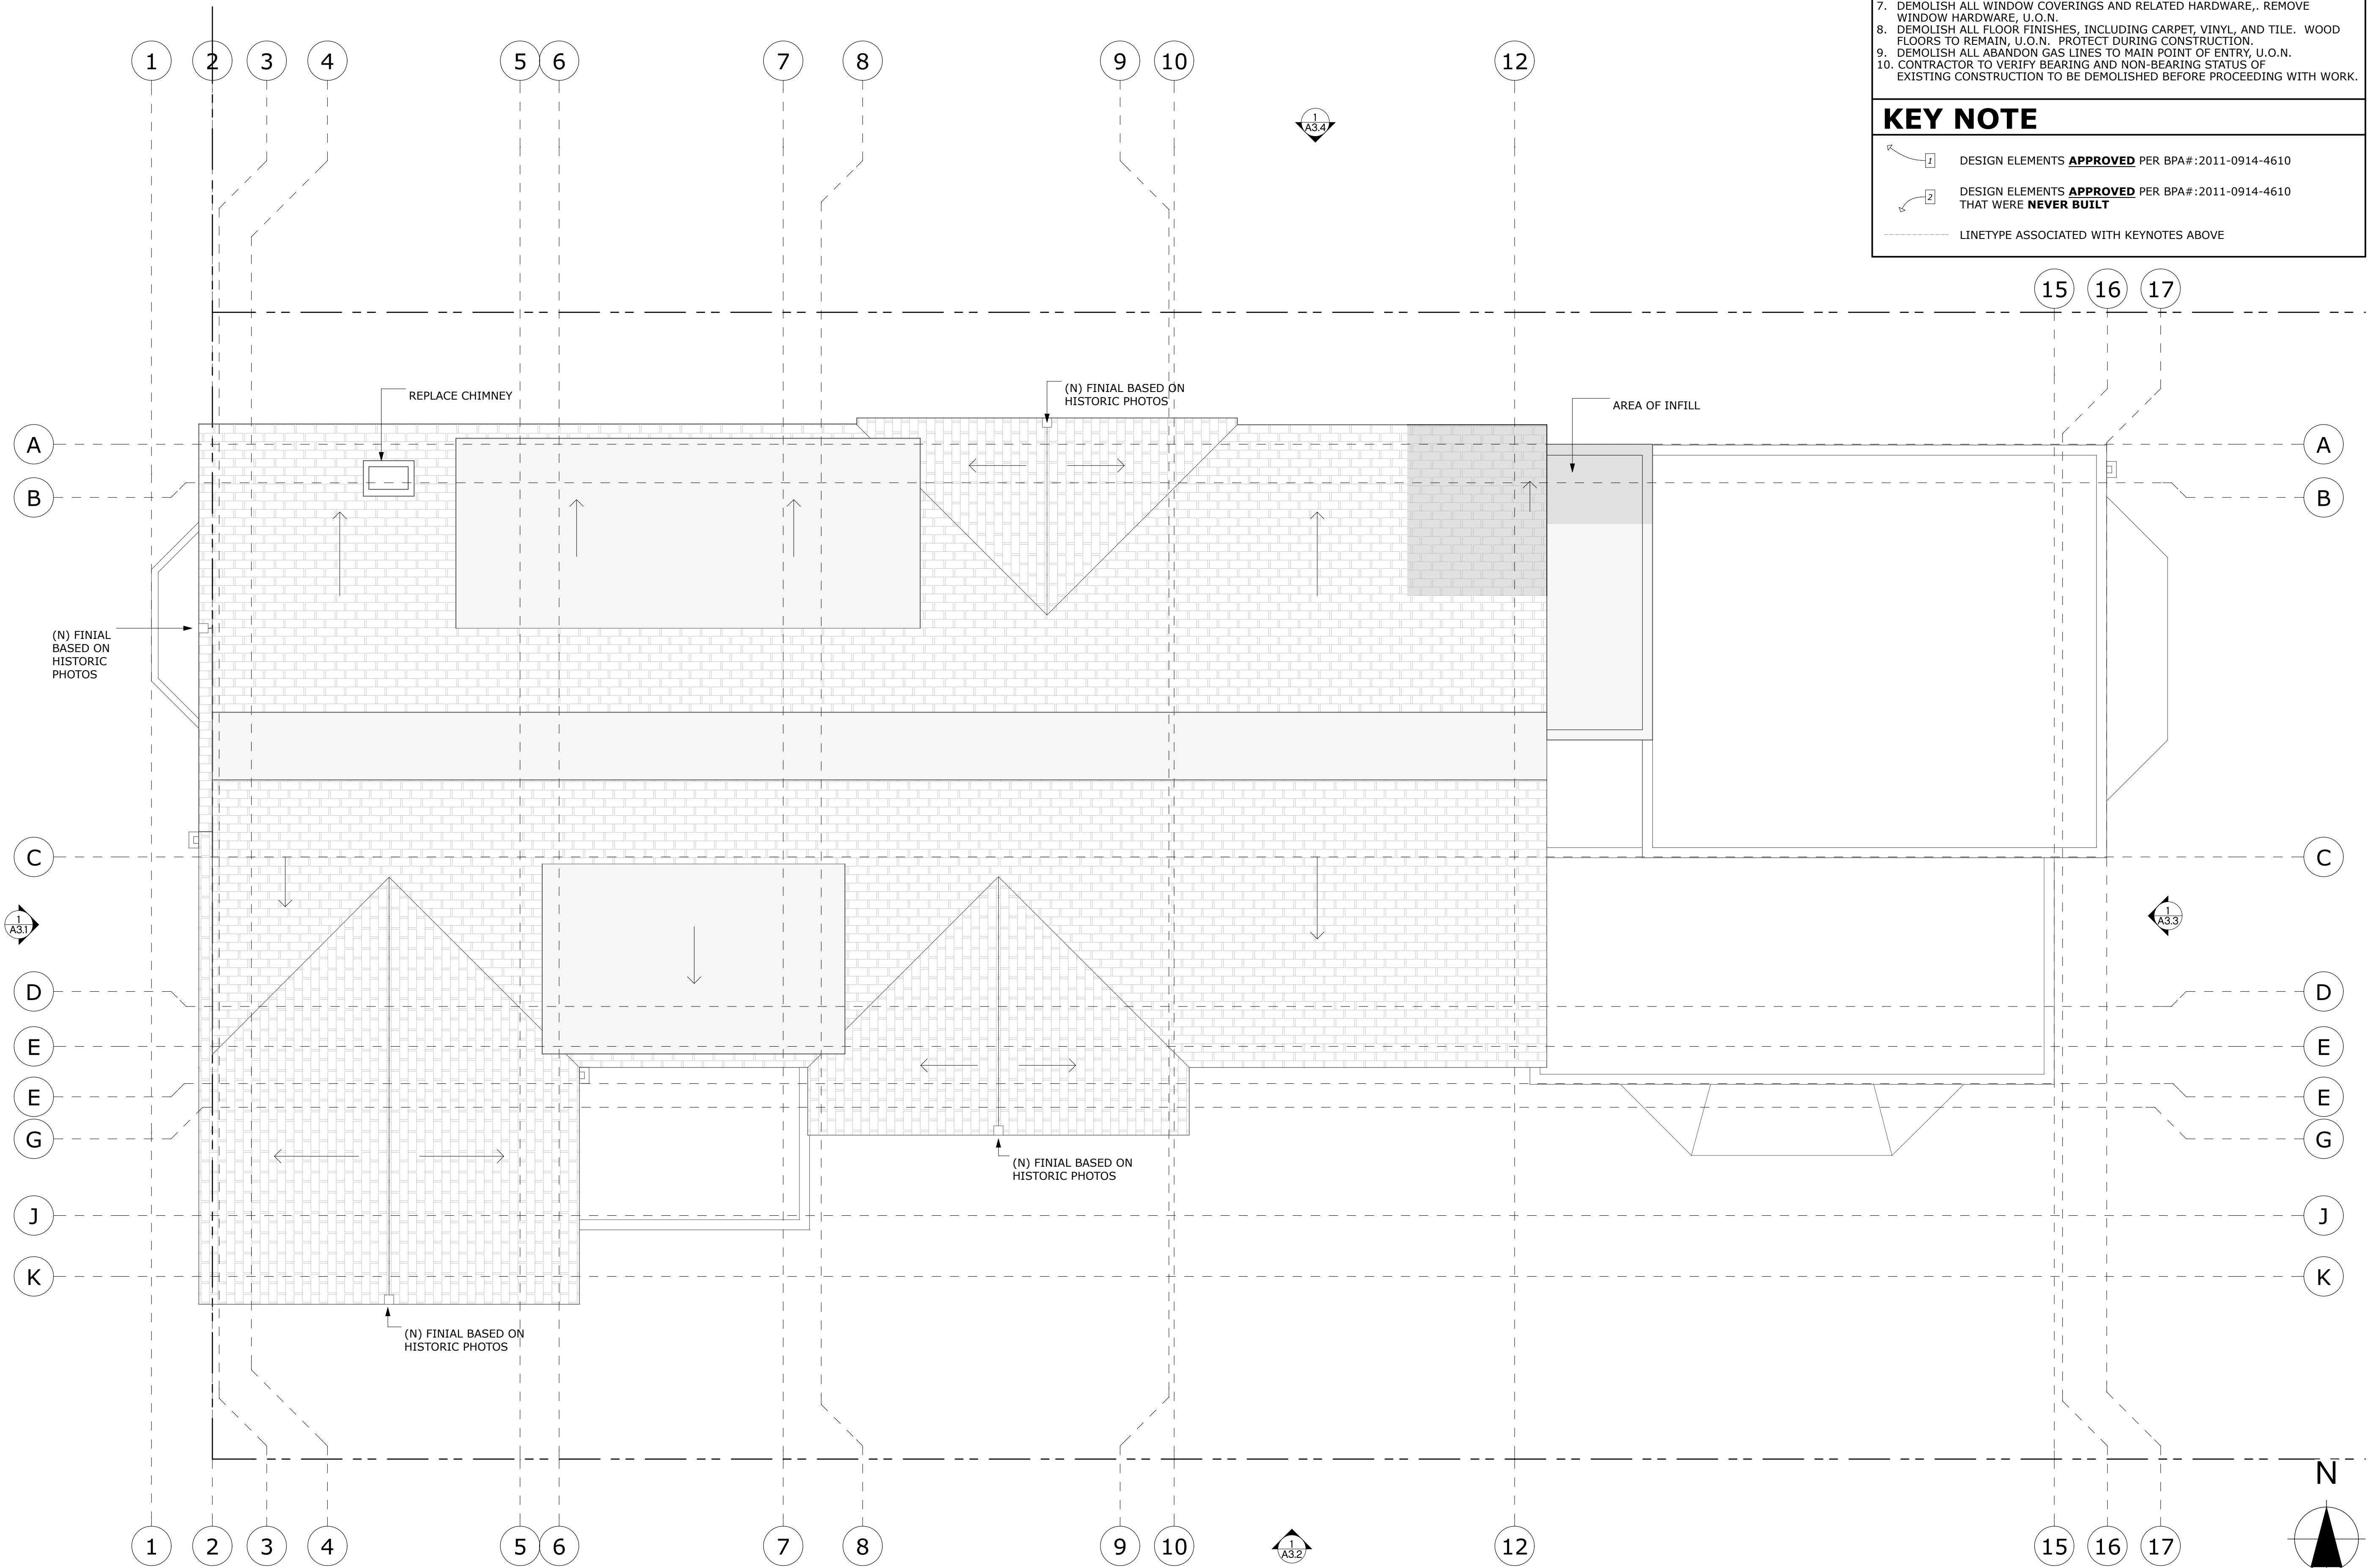 7. DEMOLISH ALL WINDOW COVERINGS AND RELATED HARDWARE,. REMOVE
WINDOW HARDWARE, U.O.N.
8. DEMOLISH ALL FLOOR FINISHES, INCLUDING CARPET, VINYL, AND TILE. WOOD
FLOORS TO REMAIN, U.O.N. PROTECT DURING CONSTRUCTION.
9. DEMOLISH ALL ABANDON GAS LINES TO MAIN POINT OF ENTRY, U.O.N.
10. CONTRACTOR TO VERIFY BEARING AND NON-BEARING STATUS OF
EXISTING CONSTRUCTION TO BE DEMOLISHED BEFORE PROCEEDING WITH WORK.
KEY NOTE
1 DESIGN ELEMENTS APPROVED PER BPA#:2011-0914-4610
2 DESIGN ELEMENTS APPROVED PER BPA#:2011-0914-4610
THAT WERE NEVER BUILT
LINETYPE ASSOCIATED WITH KEYNOTES ABOVE
1 2 3 4 5 6 7 8 9 10 12
1
A3.4
15 16 17
REPLACE CHIMNEY
(N) FINIAL BASED ON
HISTORIC PHOTOS
AREA OF INFILL
A A
B B
(N) FINIAL
BASED ON
HISTORIC
PHOTOS
C C
1
A3.1
1
A3.3
D D
E E
E E
G G
(N) FINIAL BASED ON
HISTORIC PHOTOS
J J
K K
(N) FINIAL BASED ON
HISTORIC PHOTOS
N
1 2 3 4 5 6 7 8 9 10 12 15 16 17
1
A3.2